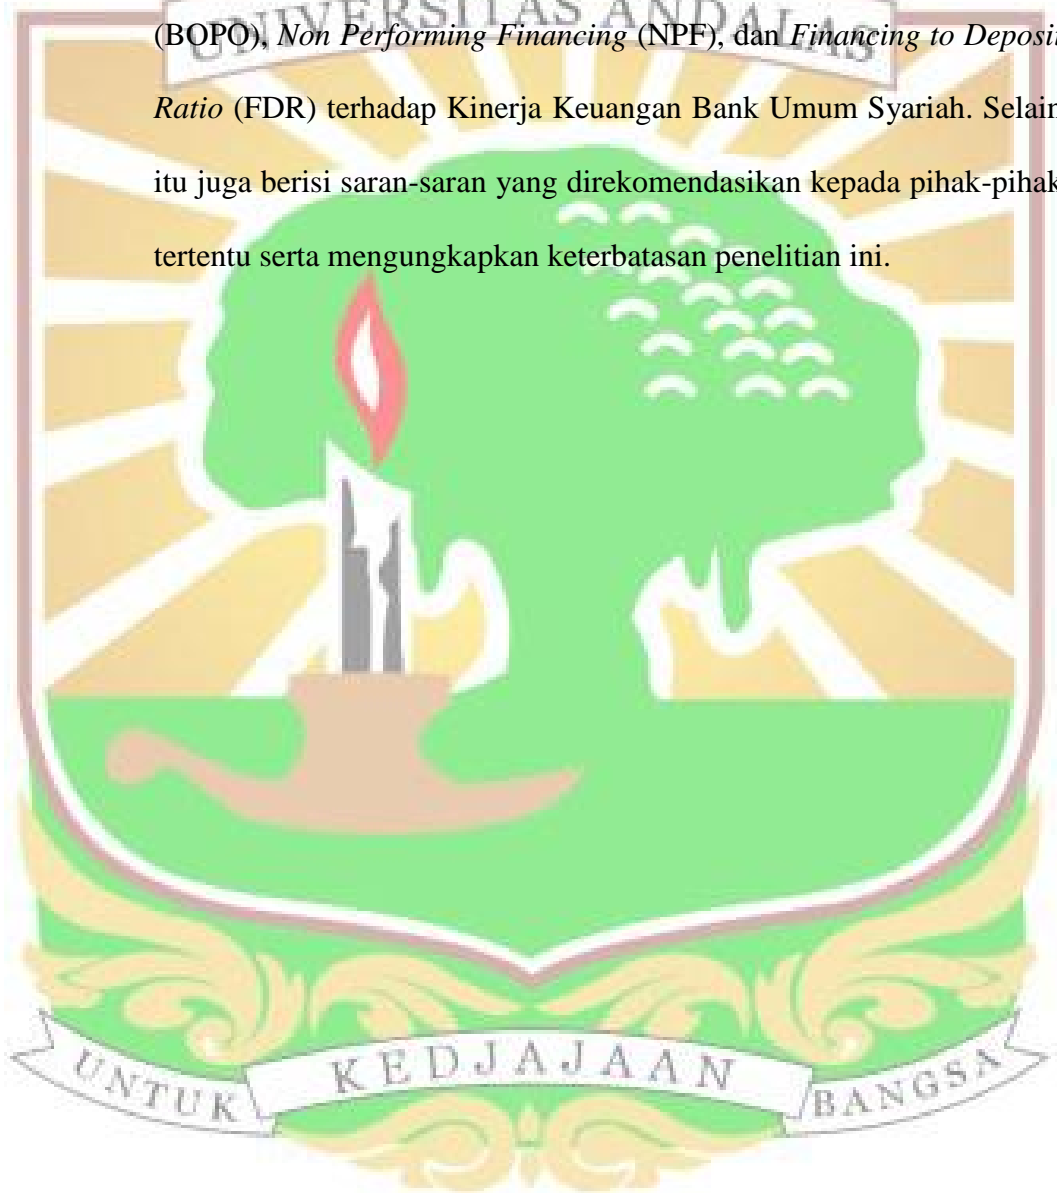 UNIVERSITAS ANDALAS
(BOPO), Non Performing Financing (NPF), dan Financing to Deposit
Ratio (FDR) terhadap Kinerja Keuangan Bank Umum Syariah. Selain
itu juga berisi saran-saran yang direkomendasikan kepada pihak-pihak
tertentu serta mengungkapkan keterbatasan penelitian ini.
UNTUK KEDJAJAAN BANGSA